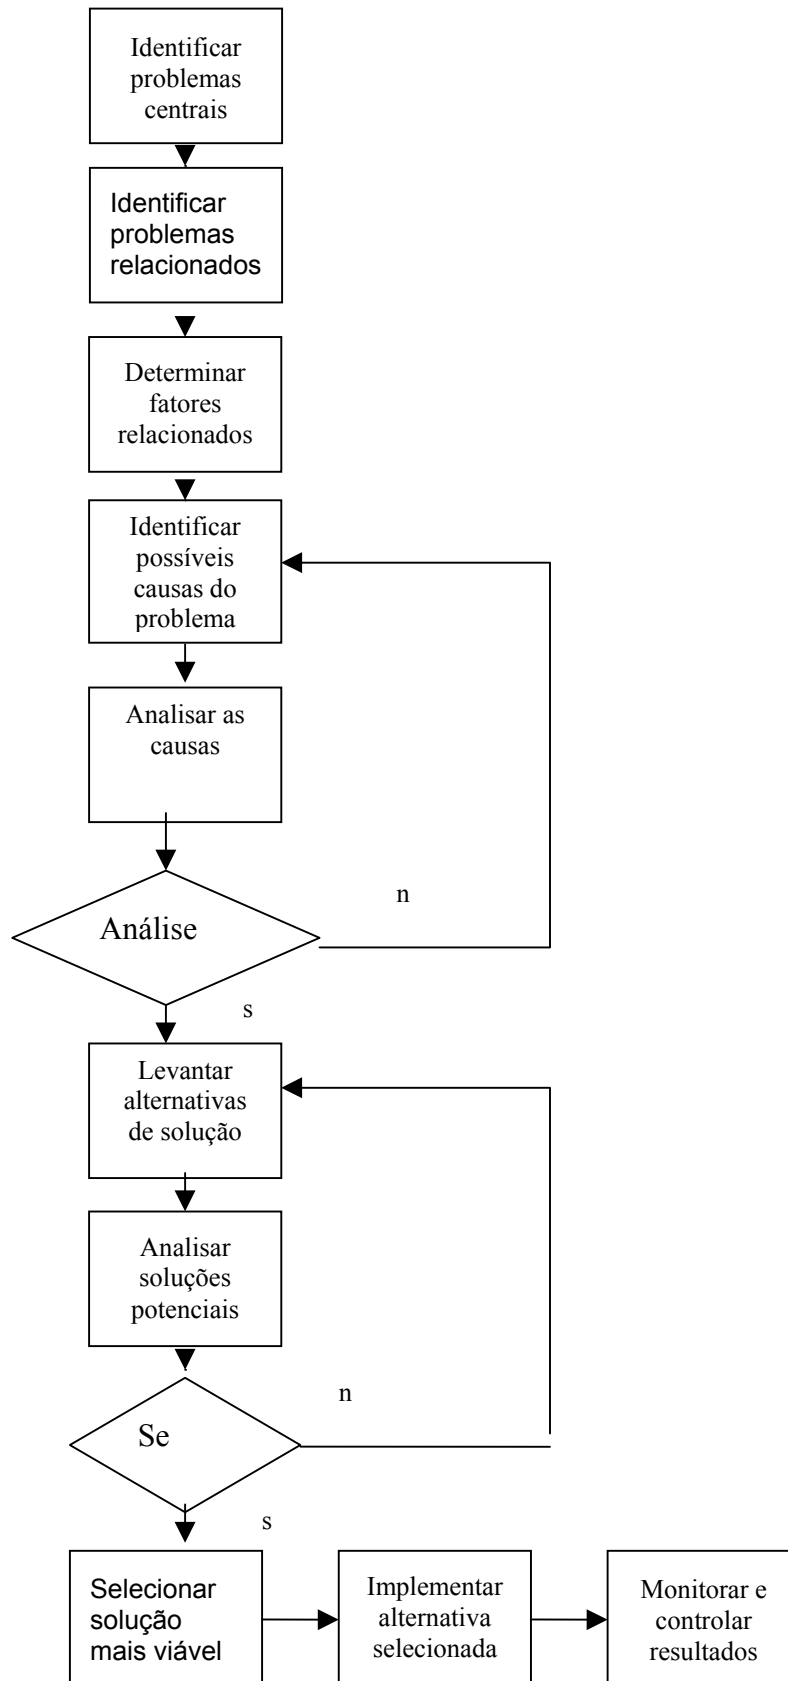 Identificar
problemas
centrais
Identificar
problemas
relacionados
Determinar
fatores
relacionados
Identificar
possíveis
causas do
problema
Analisar as
causas
Análise
n
s
Levantar
alternativas
de solução
Analisar
soluções
potenciais
Se
n
s
Selecionar
solução
mais viável
Implementar
alternativa
selecionada
Monitorar e
controlar
resultados